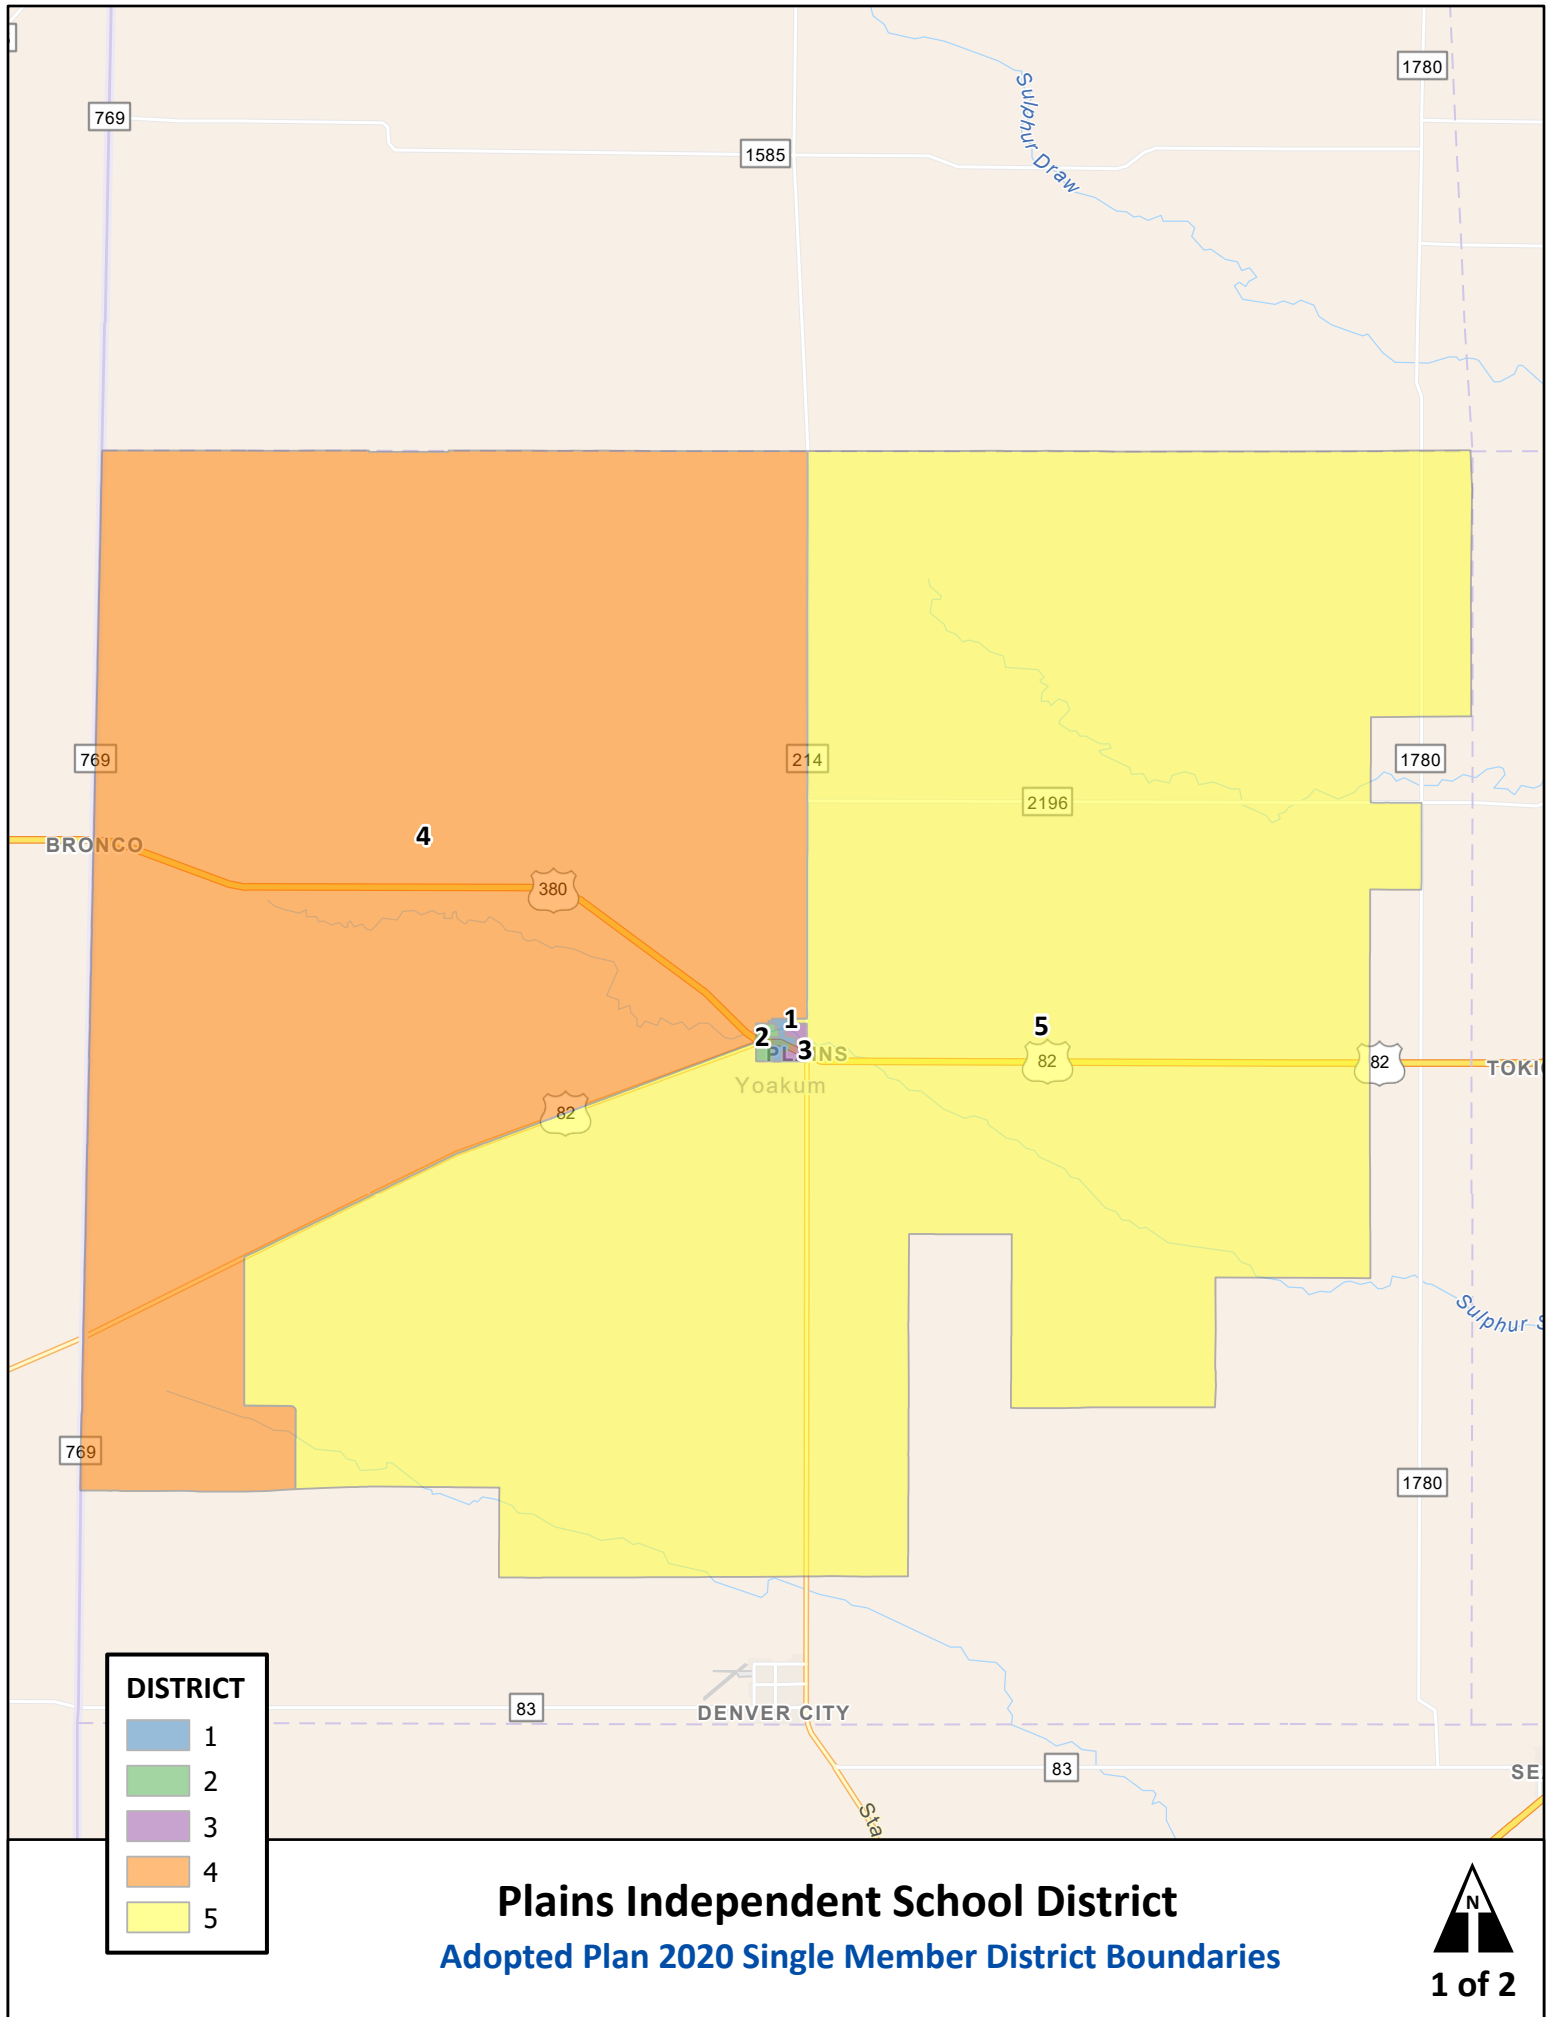 1780
769
1585
Sulphur Draw
769
214
1780
2196
4
BRONCO
380
1
2
3
5
PLAINS
82
82
TOKI
Yoakum
82
Sulphur S
769
1780
DENVER CITY
83
83
SE
Sta
DISTRICT
1
2
3
4
5
Plains Independent School District
Adopted Plan 2020 Single Member District Boundaries
N
1 of 2